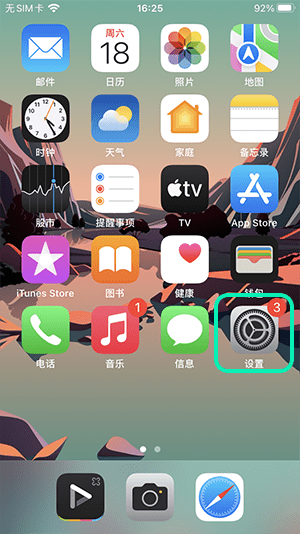 无SIM卡 16:25 92%
周六
18
tv
邮件 日历 照片 地图
时钟 天气 家庭 备忘录
股市 提醒事项 TV App Store
iTunes Store 图书 健康 钱包
1 3
电话 音乐 信息 设置